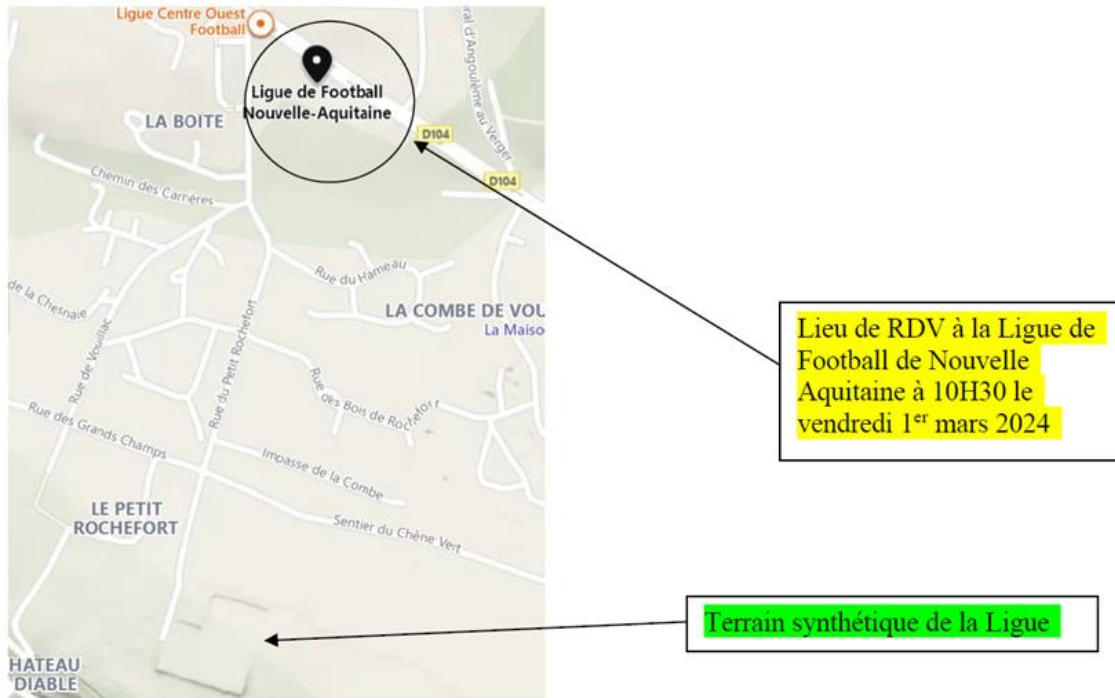 Ligue Centre Ouest
Football
Ligue de Football
Nouvelle-Aquitaine
LA BOITE
ral d'Angoulême au Verger
D104
D104
Chemin des Carrières
Rue du Hameau
de la Chesnaie
LA COMBE DE VOU
La Maiso
Rue de Vouillac
Rue du Petit Rochefort
Rue des Bois de Rochefort
Rue des Grands Champs
Impasse de la Combe
LE PETIT
ROCHEFORT
Sentier du Chêne Vert
HATEAU
DIABLE
Lieu de RDV à la Ligue de
Football de Nouvelle
Aquitaine à 10H30 le
vendredi 1er mars 2024
Terrain synthétique de la Ligue